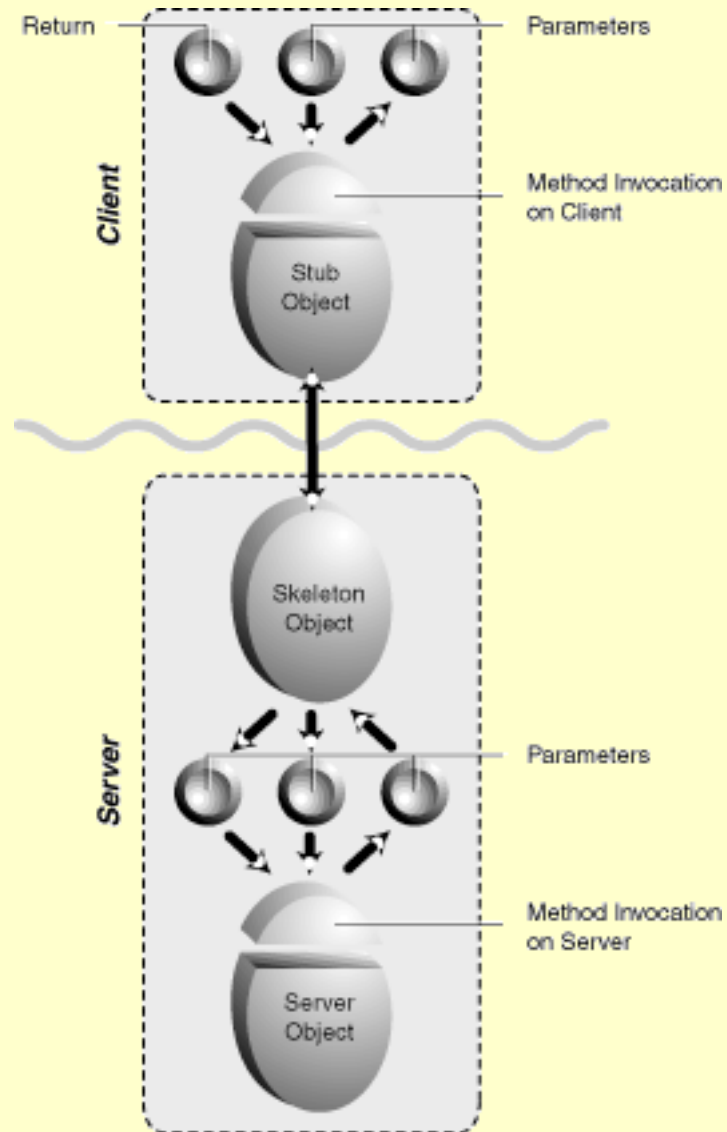 Return
Parameters
Client
Method Invocation
on Client
Stub
Object
Skeleton
Object
Server
Parameters
Method Invocation
on Server
Server
Object